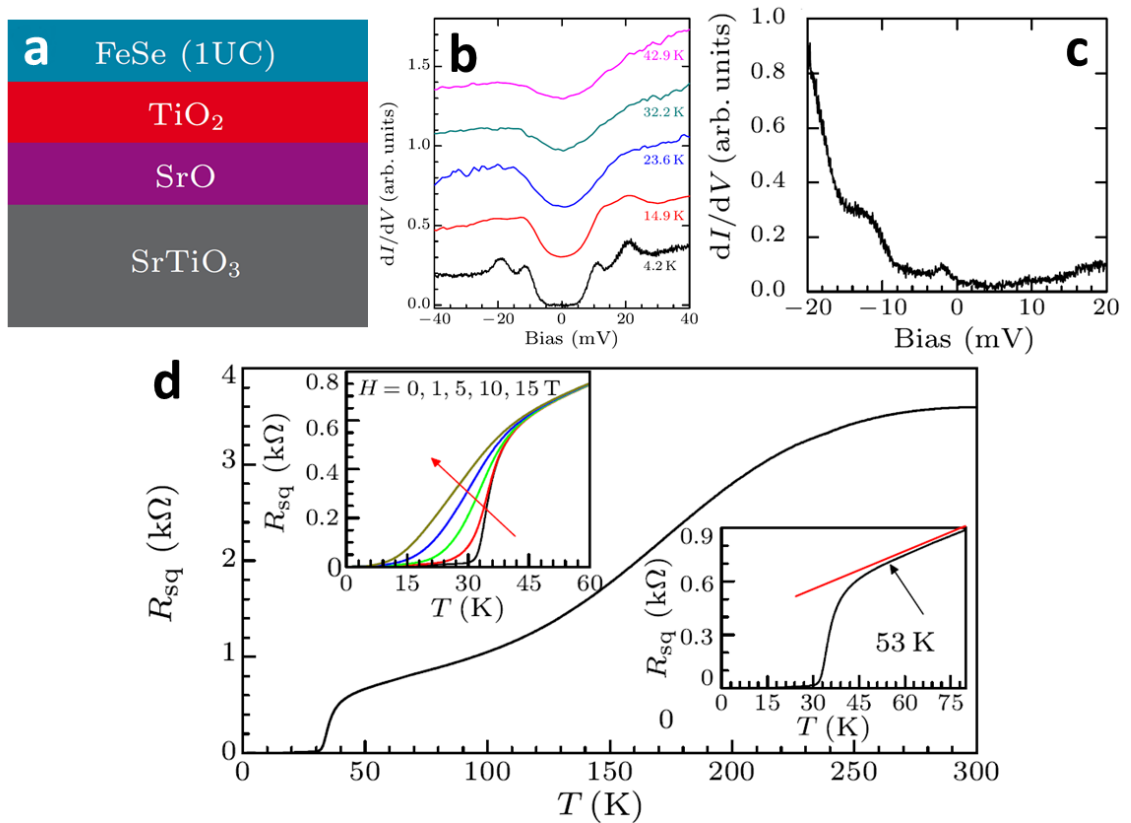 a
FeSe (1UC)
TiO₂
SrO
SrTiO₃
b
dI/dV (arb. units)
1.5
1.0
0.5
0.0
42.9 K
32.2 K
23.6 K
14.9 K
4.2 K
−40 −20 0 20 40
Bias (mV)
c
dI/dV (arb. units)
1.0
0.8
0.6
0.4
0.2
0.0
−20 −10 0 10 20
Bias (mV)
d
R_sq (kΩ)
4
3
2
1
0
0 50 100 150 200 250 300
T (K)
H = 0, 1, 5, 10, 15 T
R_sq (kΩ)
0.8
0.6
0.4
0.2
0
0 15 30 45 60
T (K)
R_sq (kΩ)
0.9
0.6
0.3
0
53 K
0 15 30 45 60 75
T (K)
0